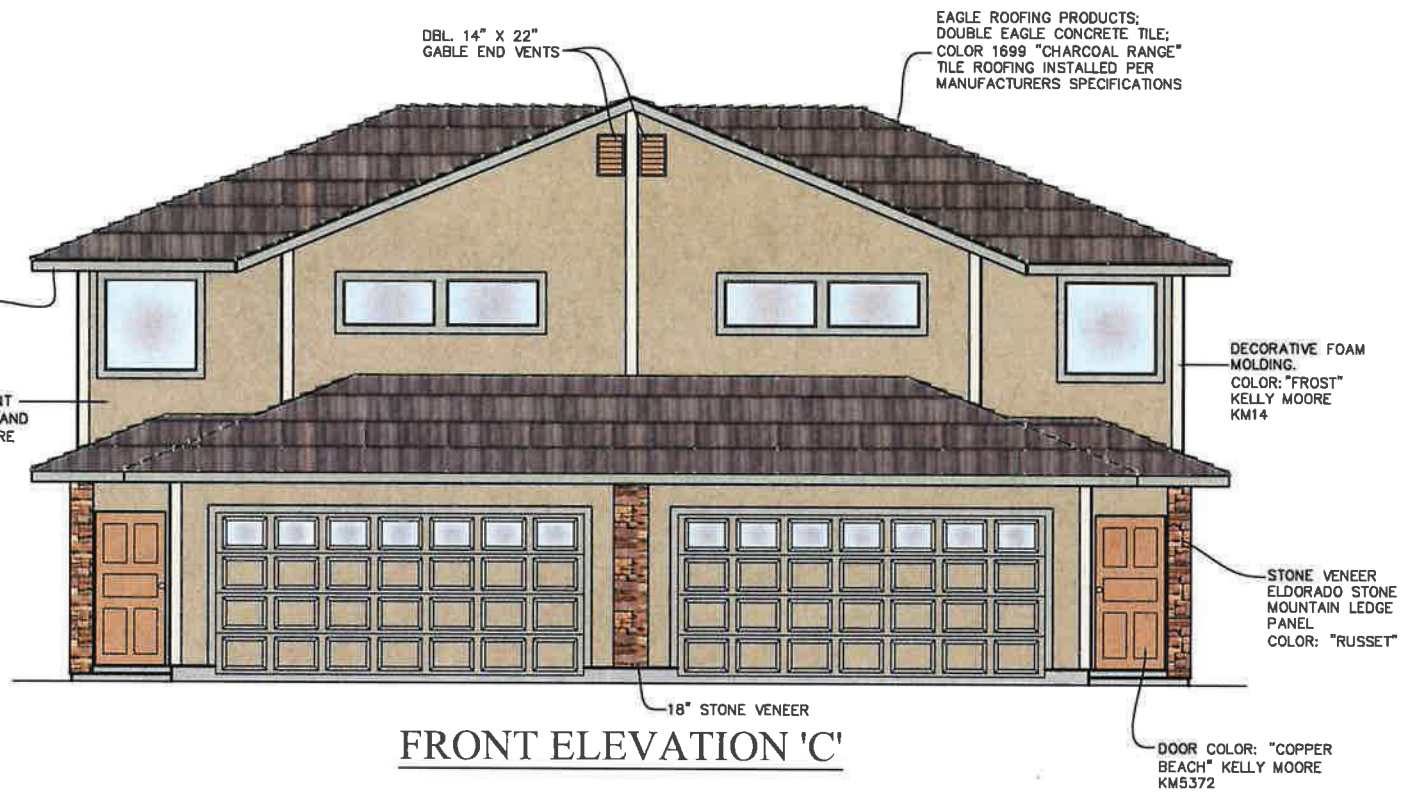 DBL. 14" X 22"
GABLE END VENTS
EAGLE ROOFING PRODUCTS;
DOUBLE EAGLE CONCRETE TILE;
COLOR 1699 "CHARCOAL RANGE"
TILE ROOFING INSTALLED PER
MANUFACTURERS SPECIFICATIONS
DECORATIVE FOAM
MOLDING.
COLOR: "FROST"
KELLY MOORE
KM14
AND
STONE VENEER
ELDORADO STONE
MOUNTAIN LEDGE
PANEL
COLOR: "RUSSET"
18" STONE VENEER
FRONT ELEVATION 'C'
DOOR COLOR: "COPPER
BEACH" KELLY MOORE
KM5372